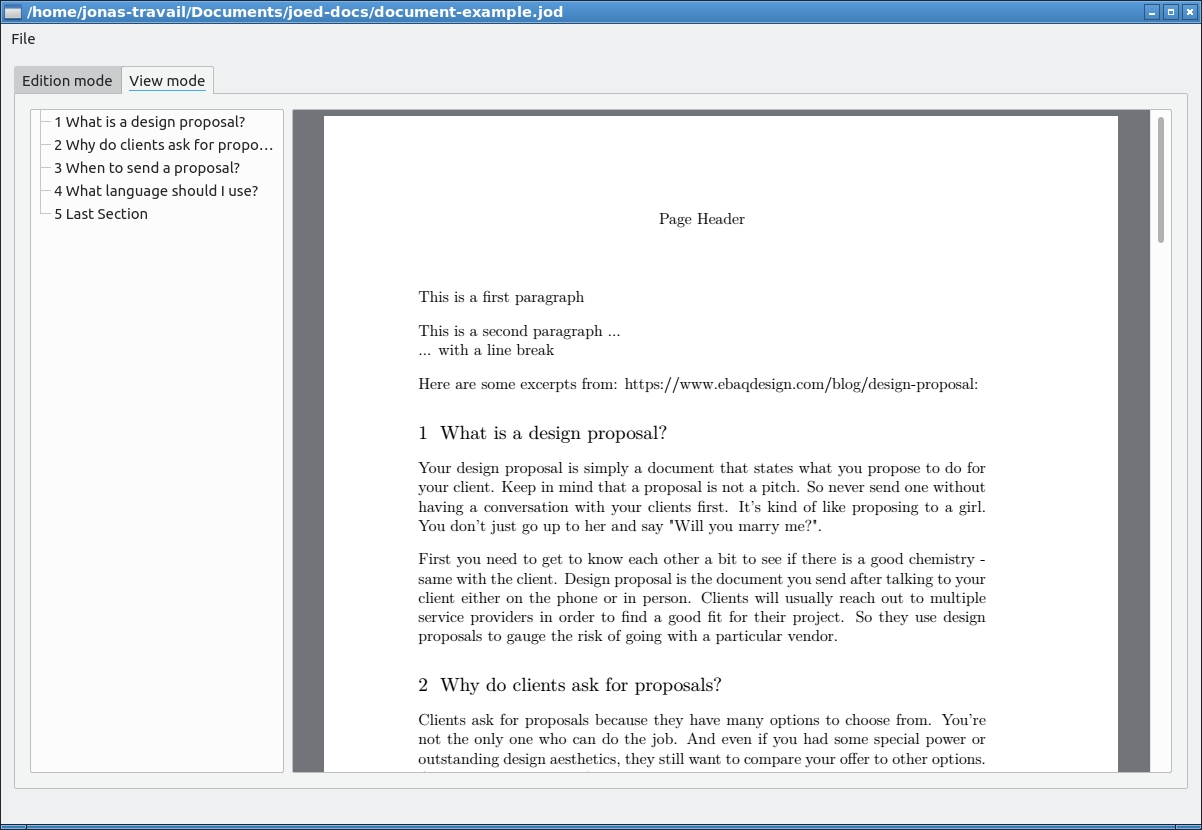 /home/jonas-travail/Documents/joed-docs/document-example.jod
File
Edition mode
View mode
1 What is a design proposal?
2 Why do clients ask for propo…
3 When to send a proposal?
4 What language should I use?
5 Last Section
Page Header
This is a first paragraph
This is a second paragraph ...
... with a line break
Here are some excerpts from: https://www.ebaqdesign.com/blog/design-proposal:
1 What is a design proposal?
Your design proposal is simply a document that states what you propose to do for
your client. Keep in mind that a proposal is not a pitch. So never send one without
having a conversation with your clients first. It's kind of like proposing to a girl.
You don't just go up to her and say "Will you marry me?".
First you need to get to know each other a bit to see if there is a good chemistry -
same with the client. Design proposal is the document you send after talking to your
client either on the phone or in person. Clients will usually reach out to multiple
service providers in order to find a good fit for their project. So they use design
proposals to gauge the risk of going with a particular vendor.
2 Why do clients ask for proposals?
Clients ask for proposals because they have many options to choose from. You're
not the only one who can do the job. And even if you had some special power or
outstanding design aesthetics, they still want to compare your offer to other options.